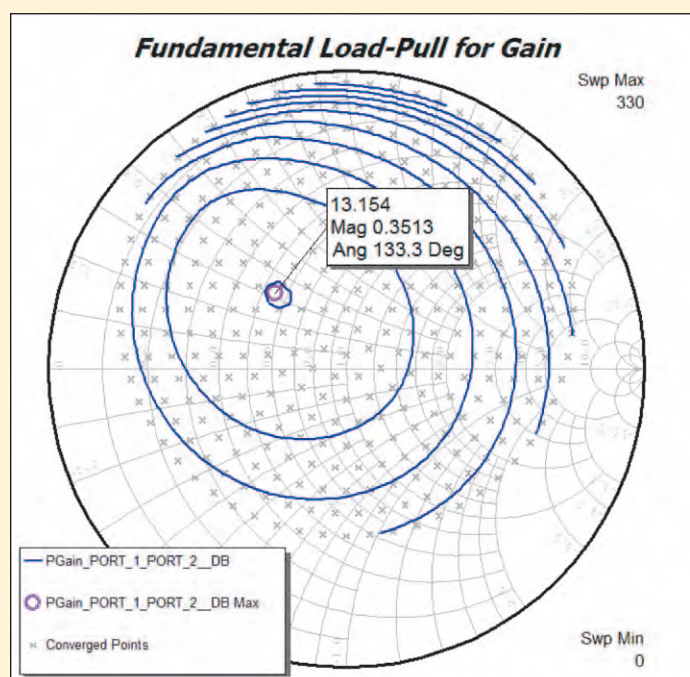 Fundamental Load-Pull for Gain
Swp Max
330
13.154
Mag 0.3513
Ang 133.3 Deg
PGain_PORT_1_PORT_2__DB
PGain_PORT_1_PORT_2__DB Max
Converged Points
Swp Min
0